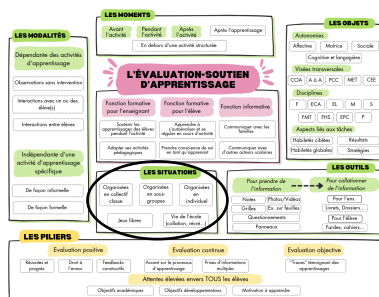 LES MOMENTS
Avant l'activité
Pendant l'activité
Après l'activité
Après l'apprentissage
En dehors d'une activité structurée
LES MODALITÉS
Dépendante des activités d'apprentissage
Observations sans intervention
Interactions avec un ou des élève(s)
Interactions entre élèves
Indépendante d'une activité d'apprentissage spécifique
De façon informelle
De façon formelle
L'ÉVALUATION-SOUTIEN
D'APPRENTISSAGE
Fonction formative pour l'enseignant
Fonction formative pour l'élève
Fonction informative
Soutenir les apprentissages des élèves pendant l'activité
Apprendre à s'autoévaluer et se réguler en cours d'activité
Communiquer avec les familles
Adapter ses activités pédagogiques
Prendre conscience de soi en tant qu'apprenant
Communiquer avec d'autres acteurs scolaires
LES OBJETS
Autonomies
Affective
Motrice
Sociale
Cognitive et langagière
Visées transversales
COA
A à A
PCC
MET
CEE
Disciplines
F
ECA
EL
M
S
FMT
FHS
EPC
P
Aspects liés aux tâches
Habiletés ciblées
Résultats
Habiletés globales
Stratégies
LES SITUATIONS
Organisées en collectif classe
Organisées en sous-groupes
Organisées en individuel
Jeux libres
Vie de l'école (collation, récré...)
LES OUTILS
Pour prendre de l'information
Pour collationner de l'information
Notes
Photos/Vidéos
Grilles
Ex. sur feuilles
Questionnements
Panneaux
Pour l'ens.
Livrets, Dossiers...
Pour l'élève
Fardes, cahiers...
LES PILIERS
Evaluation positive
Evaluation continue
Evaluation objective
Réussites et progrès
Droit à l'erreur
Feedbacks constructifs
Accent sur le processus d'apprentissage
Prises d'informations multiples
"Traces" témoignant des apprentissages
Attentes élevées envers TOUS les élèves
Objectifs académiques
Objectifs développementaux
Motivation à apprendre